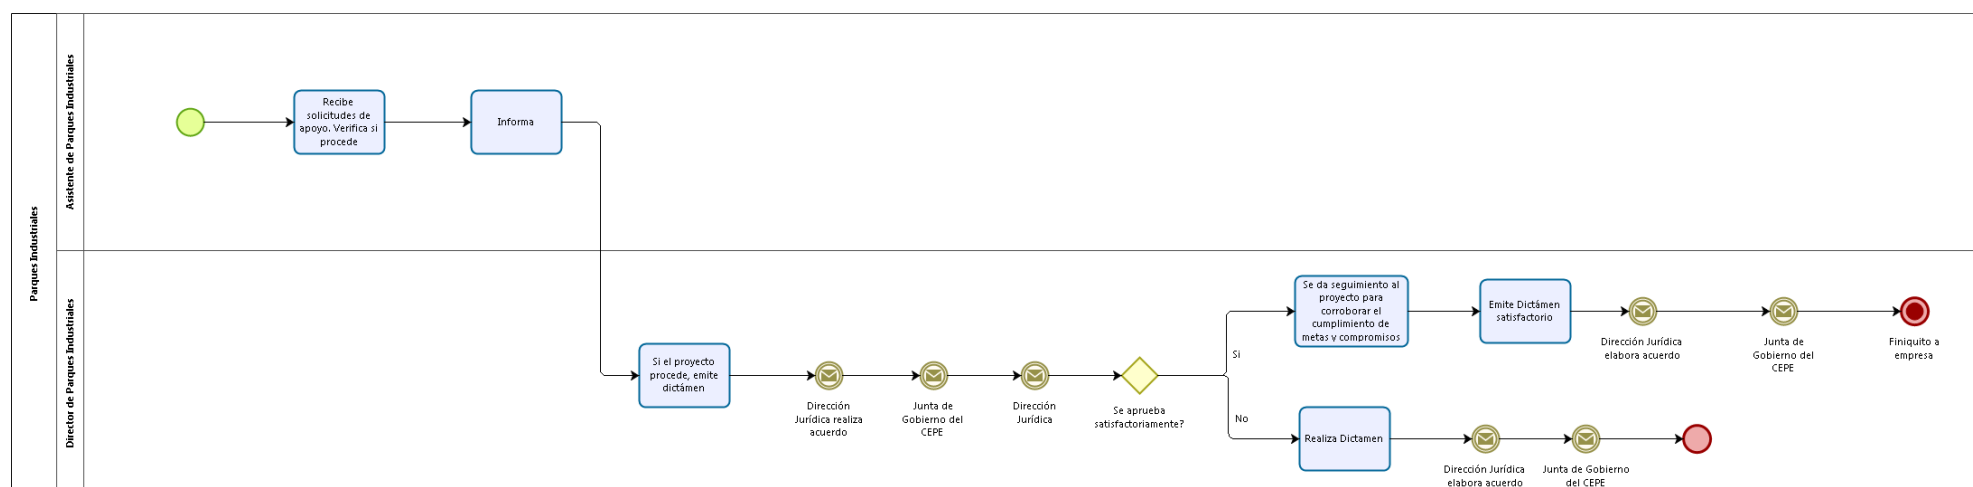 Parques Industriales
Asistente de Parques Industriales
Recibe
solicitudes de
apoyo. Verifica si
procede
Informa
Director de Parques Industriales
Si el proyecto
procede, emite
dictámen
Dirección
Jurídica realiza
acuerdo
Junta de
Gobierno del
CEPE
Dirección
Jurídica
Se aprueba
satisfactoriamente?
Si
Se da seguimiento al
proyecto para
corroborar el
cumplimiento de
metas y compromisos
Emite Dictámen
satisfactorio
Dirección Jurídica
elabora acuerdo
Junta de
Gobierno del
CEPE
Finiquito a
empresa
No
Realiza Dictamen
Dirección Jurídica
elabora acuerdo
Junta de Gobierno
del CEPE